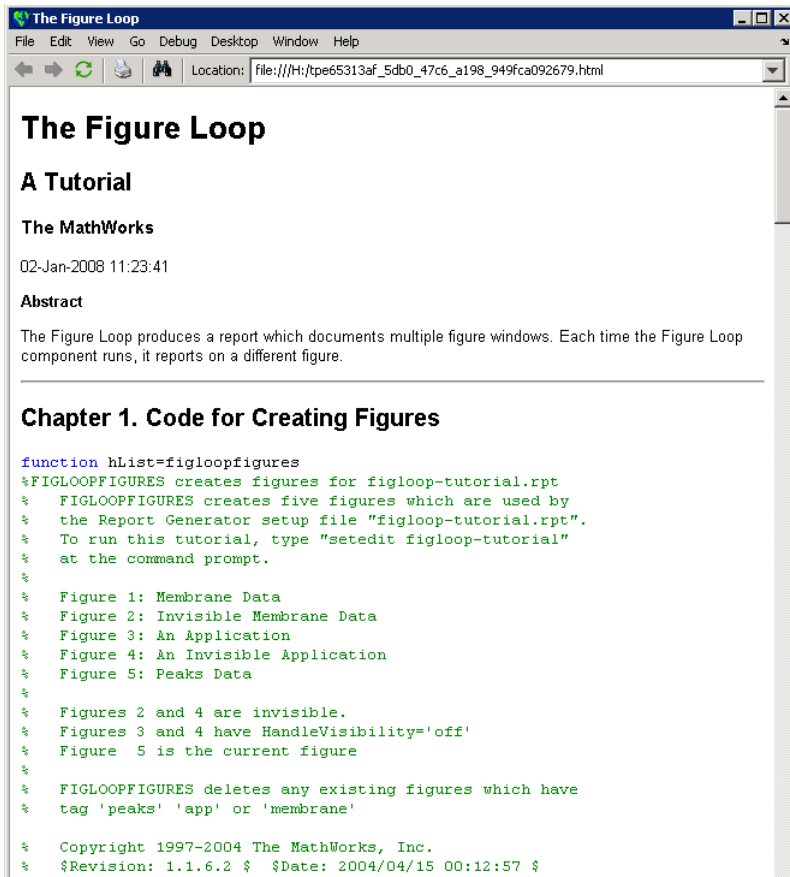 The Figure Loop
File Edit View Go Debug Desktop Window Help
Location: file:///H:/tpe65313af_5db0_47c6_a198_949fca092679.html
The Figure Loop
A Tutorial
The MathWorks
02-Jan-2008 11:23:41
Abstract
The Figure Loop produces a report which documents multiple figure windows. Each time the Figure Loop
component runs, it reports on a different figure.
Chapter 1. Code for Creating Figures
function hList=figloopfigures
%FIGLOOPFIGURES creates figures for figloop-tutorial.rpt
%   FIGLOOPFIGURES creates five figures which are used by
%   the Report Generator setup file "figloop-tutorial.rpt".
%   To run this tutorial, type "setedit figloop-tutorial"
%   at the command prompt.
%
%   Figure 1: Membrane Data
%   Figure 2: Invisible Membrane Data
%   Figure 3: An Application
%   Figure 4: An Invisible Application
%   Figure 5: Peaks Data
%
%   Figures 2 and 4 are invisible.
%   Figures 3 and 4 have HandleVisibility='off'
%   Figure  5 is the current figure
%
%   FIGLOOPFIGURES deletes any existing figures which have
%   tag 'peaks' 'app' or 'membrane'
%   Copyright 1997-2004 The MathWorks, Inc.
%   $Revision: 1.1.6.2 $  $Date: 2004/04/15 00:12:57 $